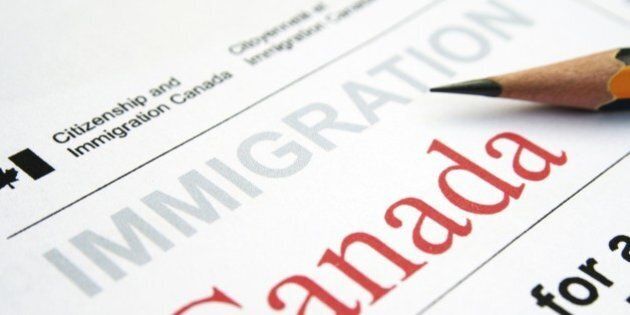 Citizenship and
Immigration Canada
Citoyenneté et
Immigration Canada
IMMIGRATION
Canada
for a